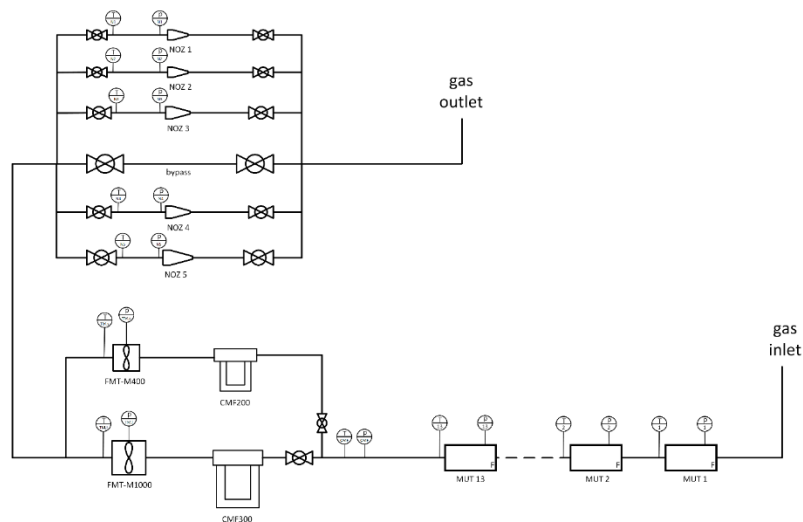 T P
NOZ 1
T P
NOZ 2
T P
NOZ 3
gas
outlet
bypass
T P
NOZ 4
T P
NOZ 5
gas
inlet
T P
FMT-M400
CMF200
T P
FMT-M1000
CMF300
T P
T P
MUT 13
F
T P
MUT 2
F
T P
MUT 1
F